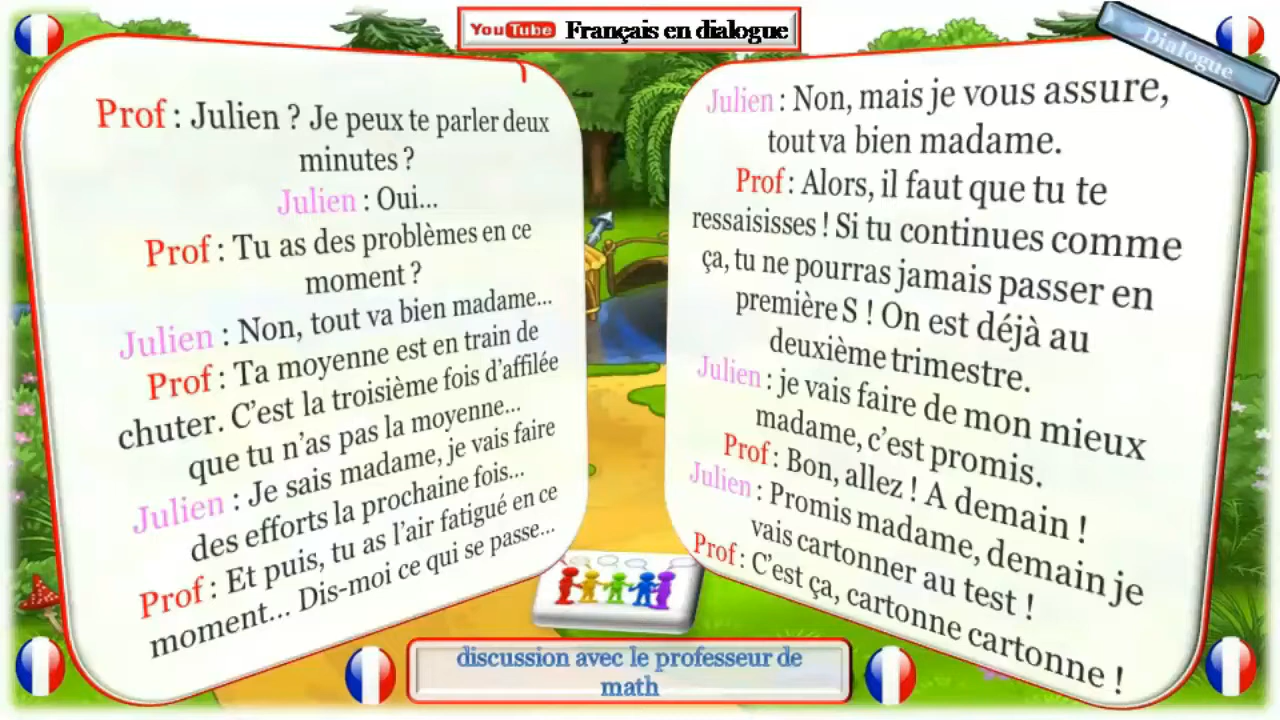 YouTube Français en dialogue
Dialogue
Prof : Julien ? Je peux te parler deux
minutes ?
Julien : Oui...
Prof : Tu as des problèmes en ce
moment ?
Julien : Non, tout va bien madame...
Prof : Ta moyenne est en train de
chuter. C'est la troisième fois d'affilée
que tu n'as pas la moyenne...
Julien : Je sais madame, je vais faire
des efforts la prochaine fois...
Prof : Et puis, tu as l'air fatigué en ce
moment... Dis-moi ce qui se passe...
Julien : Non, mais je vous assure,
tout va bien madame.
Prof : Alors, il faut que tu te
ressaisisses ! Si tu continues comme
ça, tu ne pourras jamais passer en
première S ! On est déjà au
deuxième trimestre.
Julien : je vais faire de mon mieux
madame, c'est promis.
Prof : Bon, allez ! A demain !
Julien : Promis madame, demain je
vais cartonner au test !
Prof : C'est ça, cartonne cartonne !
discussion avec le professeur de
math